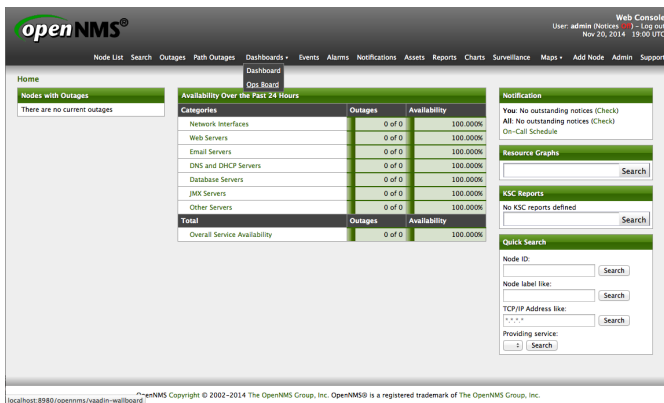 openNMS®
Web Console
User: admin (Notices Off) – Log out
Nov 20, 2014 19:00 UTC
Node List Search Outages Path Outages Dashboards Events Alarms Notifications Assets Reports Charts Surveillance Maps Add Node Admin Support
Dashboard
Ops Board
Home
Nodes with Outages
There are no current outages
Availability Over the Past 24 Hours
Categories Outages Availability
Network Interfaces 0 of 0 100.000%
Web Servers 0 of 0 100.000%
Email Servers 0 of 0 100.000%
DNS and DHCP Servers 0 of 0 100.000%
Database Servers 0 of 0 100.000%
JMX Servers 0 of 0 100.000%
Other Servers 0 of 0 100.000%
Total Outages Availability
Overall Service Availability 0 of 0 100.000%
Notification
You: No outstanding notices (Check)
All: No outstanding notices (Check)
On-Call Schedule
Resource Graphs
Search
KSC Reports
No KSC reports defined
Search
Quick Search
Node ID:
Search
Node label like:
Search
TCP/IP Address like:
*.*.*.*
Search
Providing service:
Search
OpenNMS Copyright © 2002–2014 The OpenNMS Group, Inc. OpenNMS® is a registered trademark of The OpenNMS Group, Inc.
localhost:8980/opennms/vaadin-wallboard